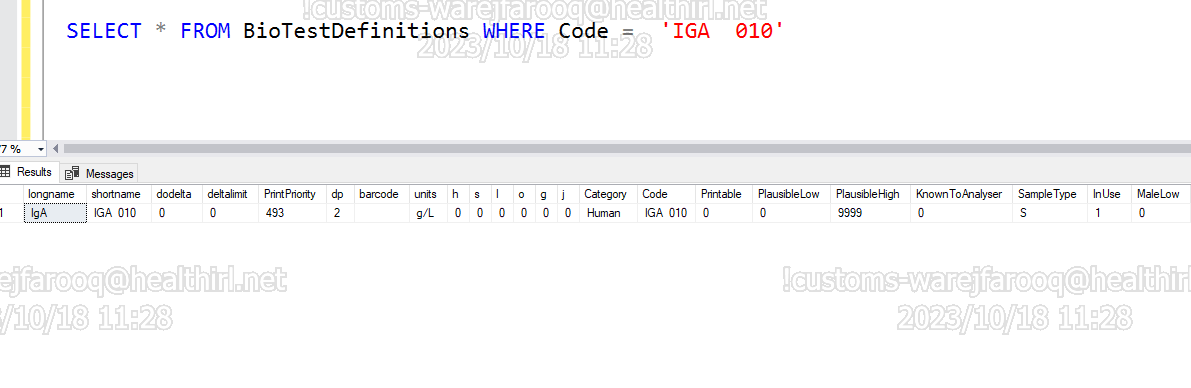 !customs-warejfarooq@healthirl.net
SELECT * FROM BioTestDefinitions WHERE Code =  'IGA  010'
2023/10/18 11:28
7 %
Results Messages
longname shortname dodelta deltalimit PrintPriority dp barcode units h s l o g j Category Code Printable PlausibleLow PlausibleHigh KnownToAnalyser SampleType InUse MaleLow
1 IgA IGA  010 0 0 493 2 g/L 0 0 0 0 0 0 Human IGA  010 0 0 9999 0 S 1 0
ejfarooq@healthirl.net !customs-warejfarooq@healthirl
/10/18 11:28 2023/10/18 11:28